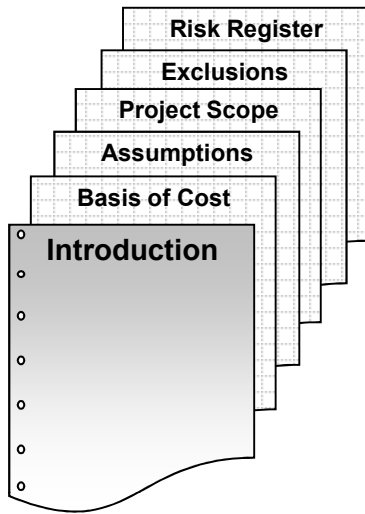 Risk Register
Exclusions
Project Scope
Assumptions
Basis of Cost
Introduction